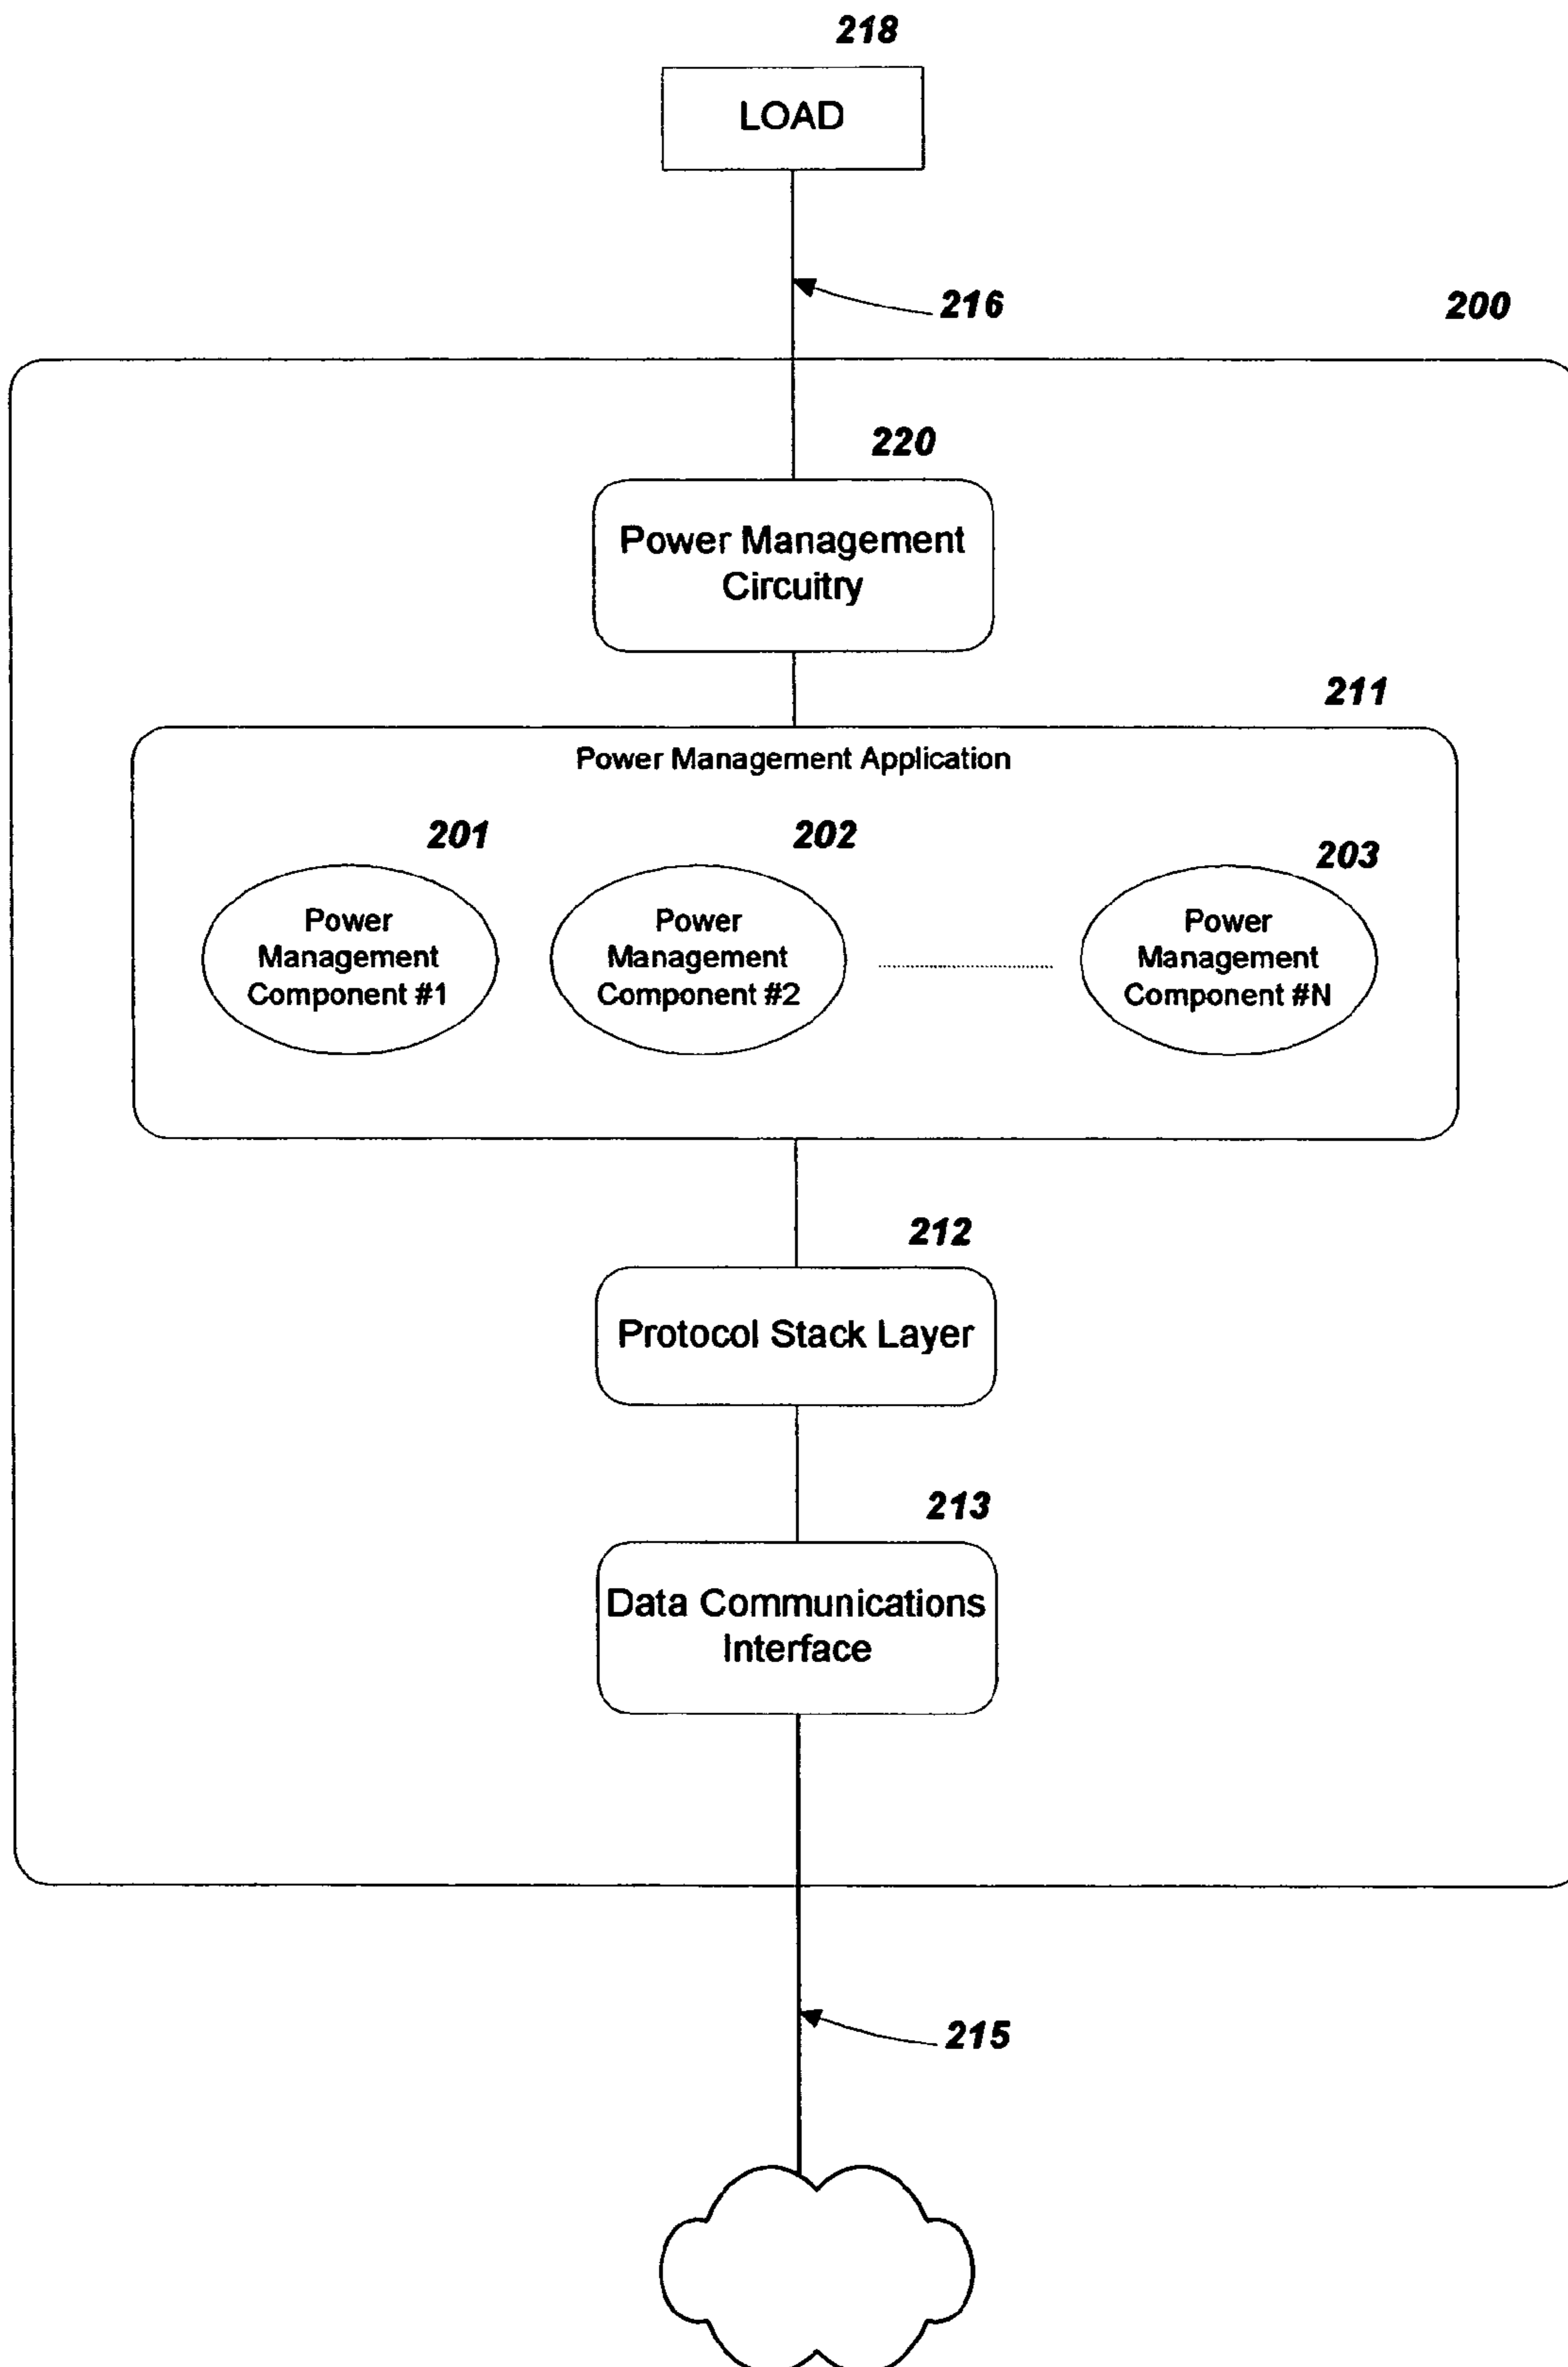 218
LOAD
216
200
220
Power Management
Circuitry
211
Power Management Application
201
202
203
Power
Management
Component #1
Power
Management
Component #2
Power
Management
Component #N
212
Protocol Stack Layer
213
Data Communications
Interface
215